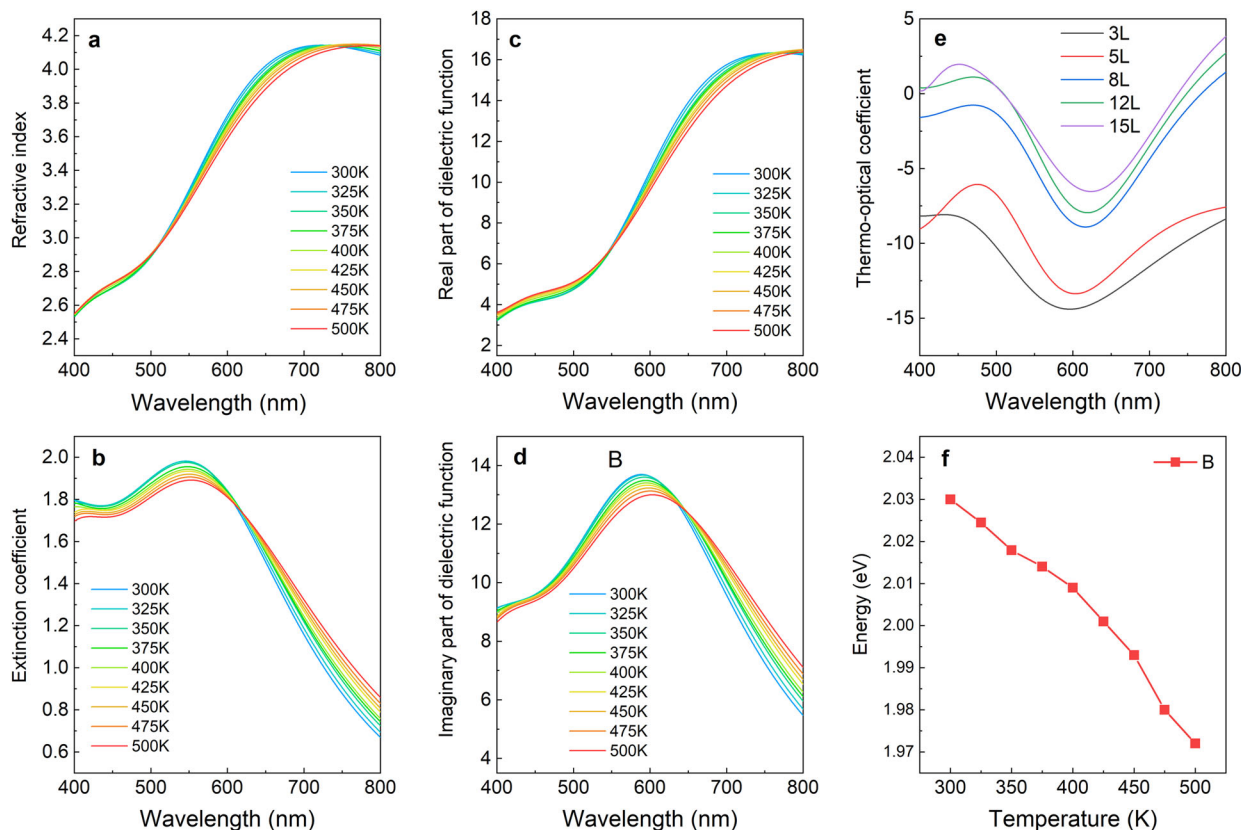 a
Refractive index
4.2
4.0
3.8
3.6
3.4
3.2
3.0
2.8
2.6
2.4
300K
325K
350K
375K
400K
425K
450K
475K
500K
400 500 600 700 800
Wavelength (nm)
c
Real part of dielectric function
18
16
14
12
10
8
6
4
2
300K
325K
350K
375K
400K
425K
450K
475K
500K
400 500 600 700 800
Wavelength (nm)
e
Thermo-optical coefficient
5
0
-5
-10
-15
3L
5L
8L
12L
15L
400 500 600 700 800
Wavelength (nm)
b
Extinction coefficient
2.0
1.8
1.6
1.4
1.2
1.0
0.8
0.6
300K
325K
350K
375K
400K
425K
450K
475K
500K
400 500 600 700 800
Wavelength (nm)
d B
Imaginary part of dielectric function
14
12
10
8
6
4
300K
325K
350K
375K
400K
425K
450K
475K
500K
400 500 600 700 800
Wavelength (nm)
f
B
Energy (eV)
2.04
2.03
2.02
2.01
2.00
1.99
1.98
1.97
300 350 400 450 500
Temperature (K)